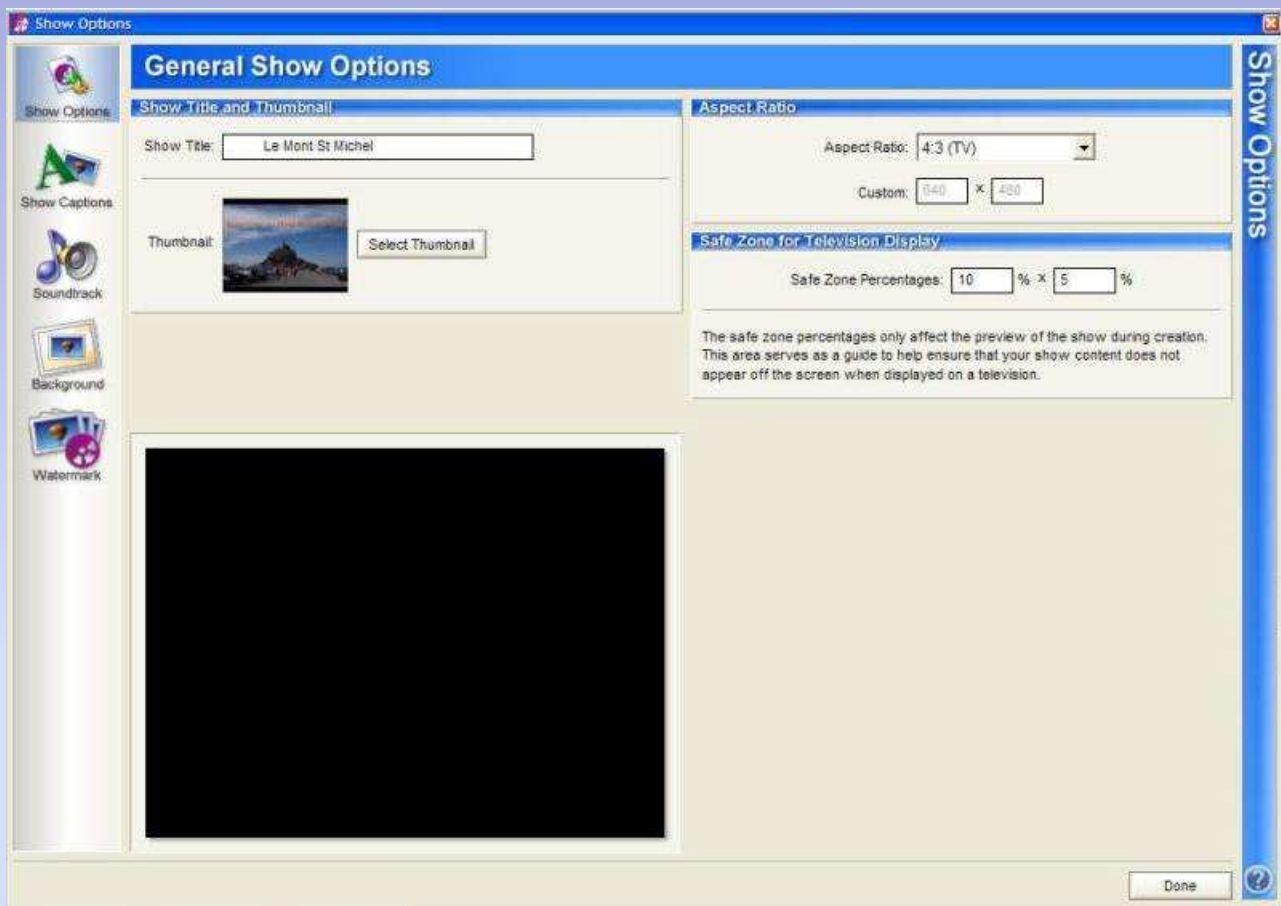 Show Options
Show Options
Show Captions
Soundtrack
Background
Watermark
General Show Options
Show Title and Thumbnail
Show Title: Le Mont St Michel
Thumbnail:
Select Thumbnail
Aspect Ratio
Aspect Ratio: 4:3 (TV)
Custom: 640 x 480
Safe Zone for Television Display
Safe Zone Percentages: 10 % x 5 %
The safe zone percentages only affect the preview of the show during creation.
This area serves as a guide to help ensure that your show content does not
appear off the screen when displayed on a television.
Show Options
Done
?